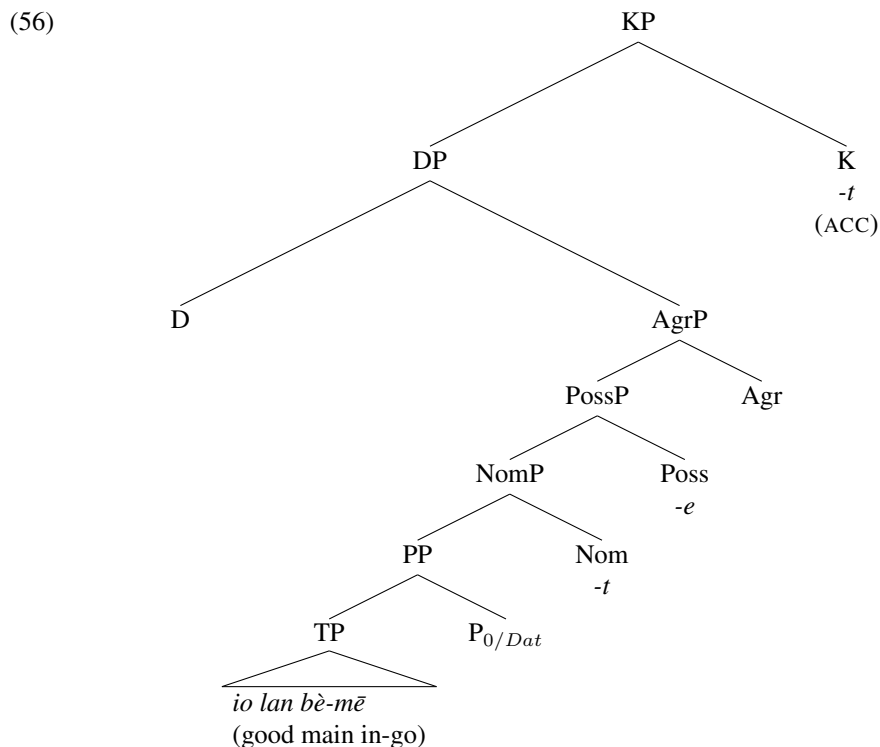 (56) KP
DP K
-t
(ACC)
D AgrP
PossP Agr
NomP Poss
-e
PP Nom
-t
TP P0/Dat
io lan bè-mē
(good main in-go)